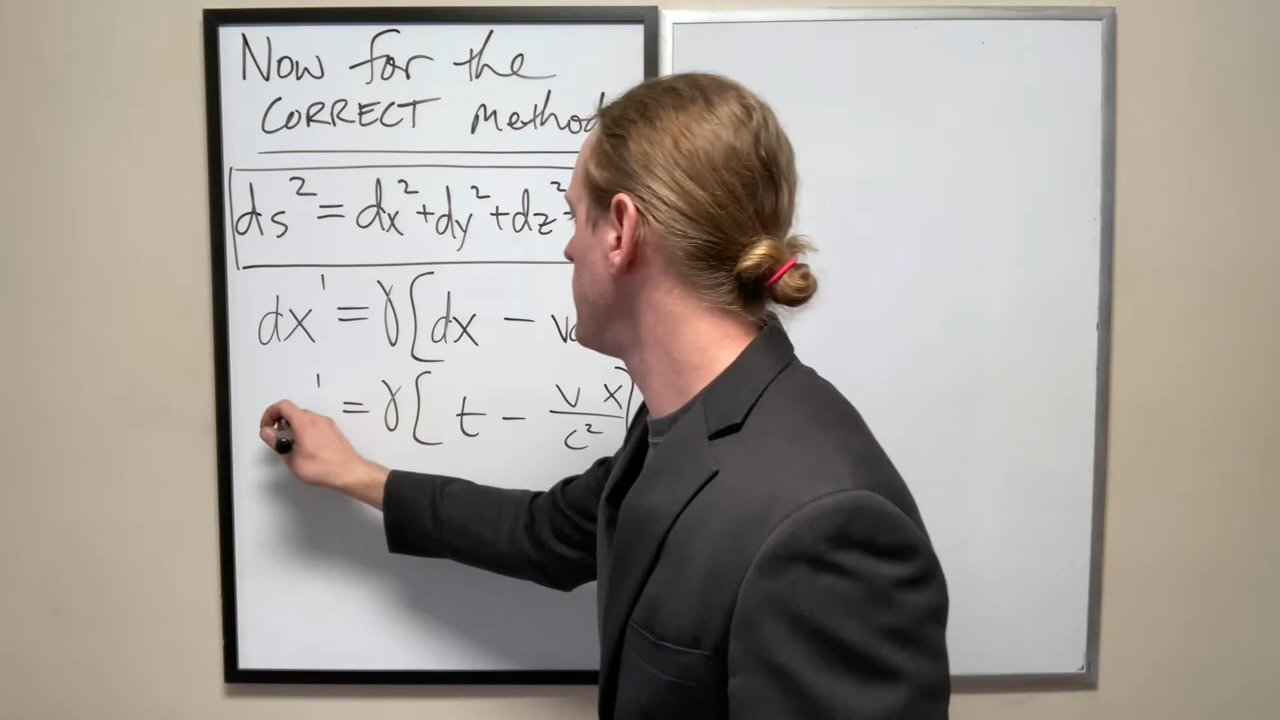 Now for the
CORRECT method
ds² = dx² + dy² + dz²
dx' = γ[dx - v
' = γ[ t - v x / c² ]